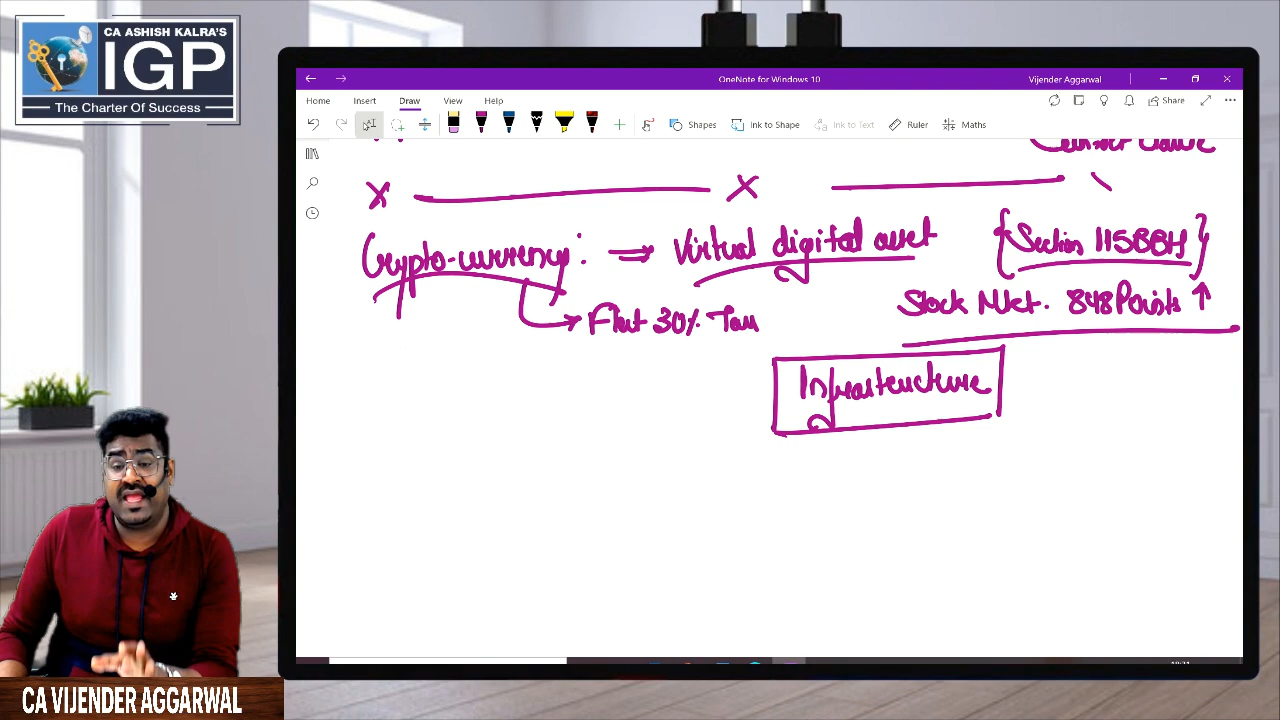 CA ASHISH KALRA'S
IGP
The Charter Of Success
OneNote for Windows 10
Vijender Aggarwal
Home Insert Draw View Help
Share
Shapes Ink to Shape Ink to Text Ruler Maths
X X
Crypto-currency: ⇒ Virtual digital asset {Section 115BBH}
Flat 30% Tax
Stock Mket. 848 Points ↑
Infrastructure
CA VIJENDER AGGARWAL